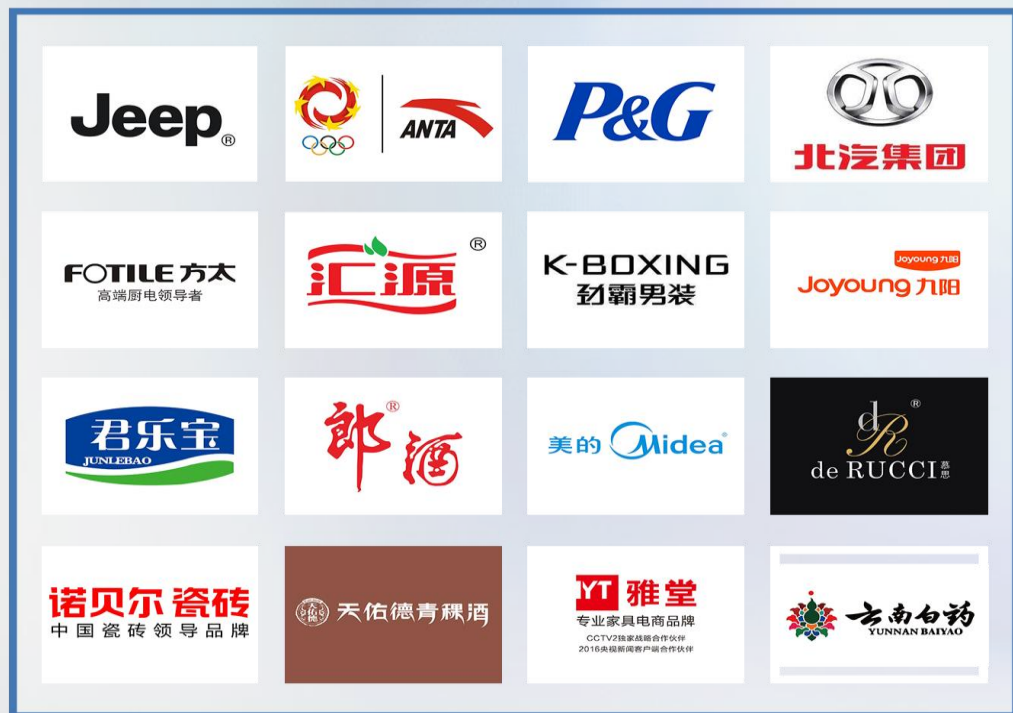 Jeep®
ANTA
P&G
北汽集团
FOTILE 方太
高端厨电领导者
汇源®
K-BOXING
劲霸男装
Joyoung 九阳
Joyoung 九阳
君乐宝
JUNLEBAO
郎酒®
美的 Midea®
dR®
de RUCCI 慕思
诺贝尔 瓷砖
中国瓷砖领导品牌
天佑德
天佑德青稞酒
YT 雅堂
专业家具电商品牌
CCTV2独家战略合作伙伴
2016央视新闻客户端合作伙伴
云南白药
YUNNAN BAIYAO